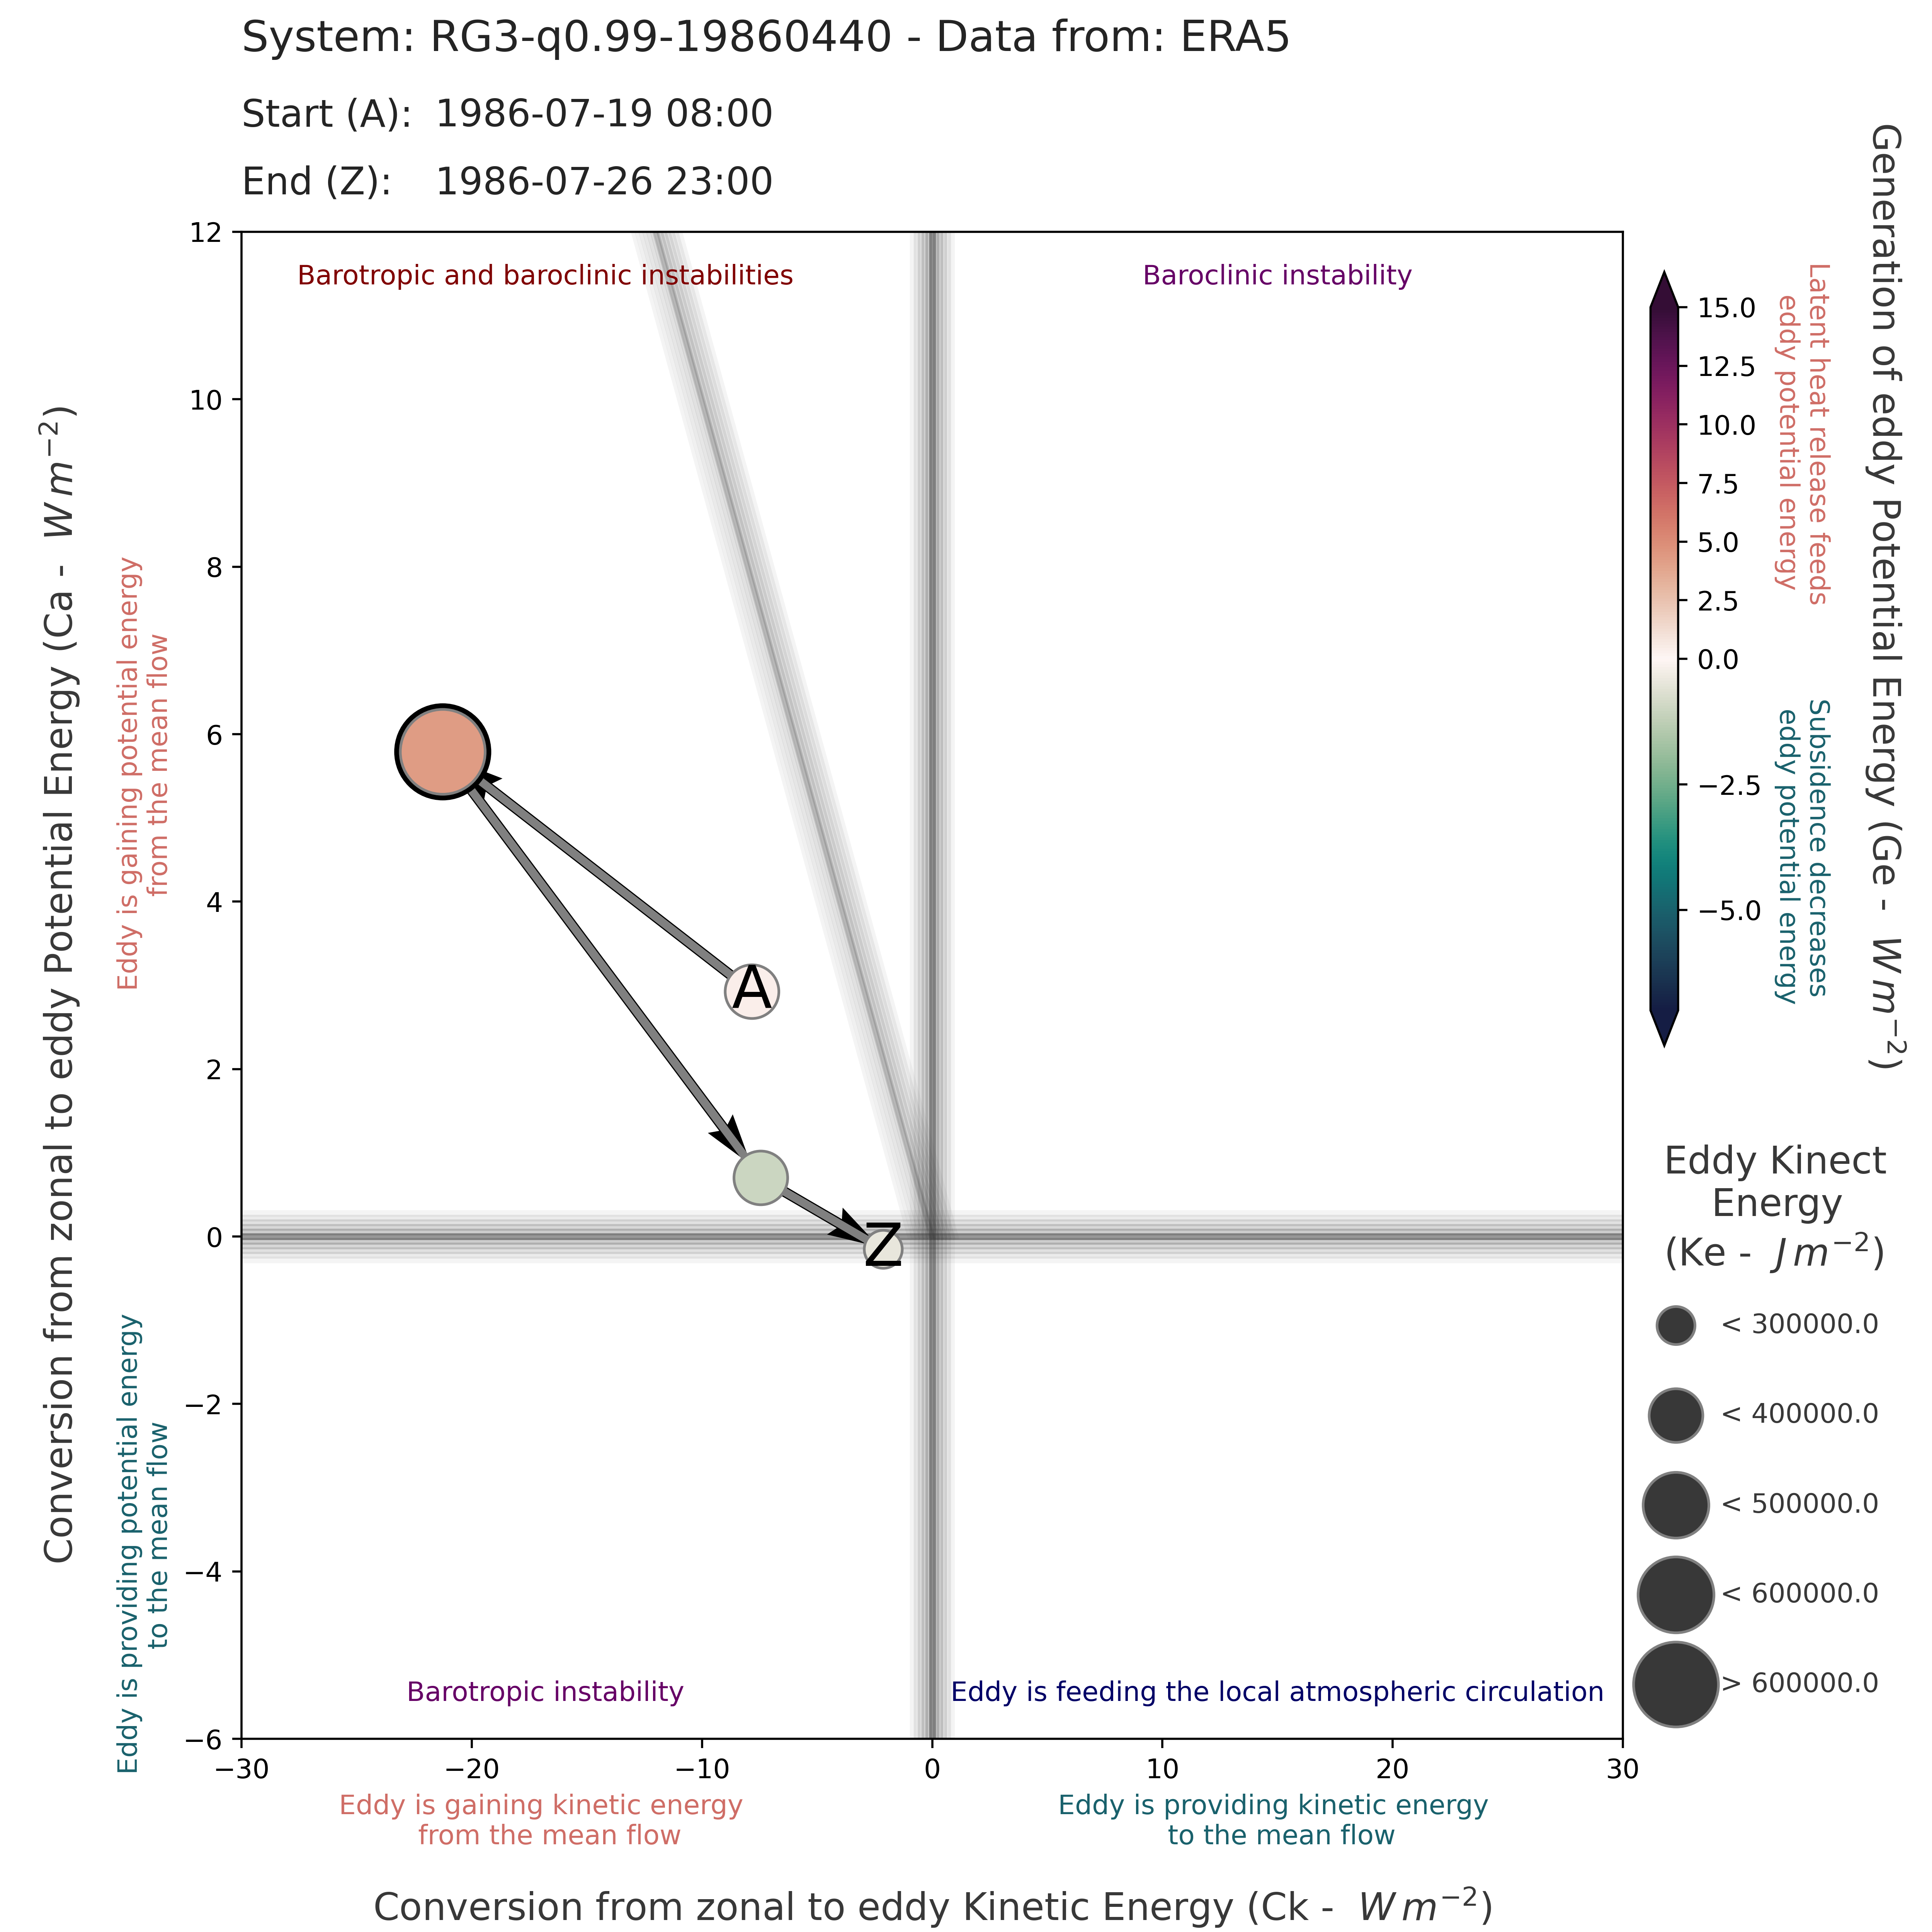 System: RG3-q0.99-19860440 - Data from: ERA5
Start (A): 1986-07-19 08:00
End (Z): 1986-07-26 23:00
Barotropic and baroclinic instabilities
Baroclinic instability
12
10
8
6
4
2
0
−2
−4
−6
Conversion from zonal to eddy Potential Energy (Ca - W m−2)
Eddy is gaining potential energy
from the mean flow
Eddy is providing potential energy
to the mean flow
A
Z
Barotropic instability
Eddy is feeding the local atmospheric circulation
−30
−20
−10
0
10
20
30
Eddy is gaining kinetic energy
from the mean flow
Eddy is providing kinetic energy
to the mean flow
Conversion from zonal to eddy Kinetic Energy (Ck - W m−2)
15.0
12.5
10.0
7.5
5.0
2.5
0.0
−2.5
−5.0
Latent heat release feeds
eddy potential energy
Subsidence decreases
eddy potential energy
Generation of eddy Potential Energy (Ge - W m−2)
Eddy Kinect
Energy
(Ke - J m−2)
< 300000.0
< 400000.0
< 500000.0
< 600000.0
> 600000.0